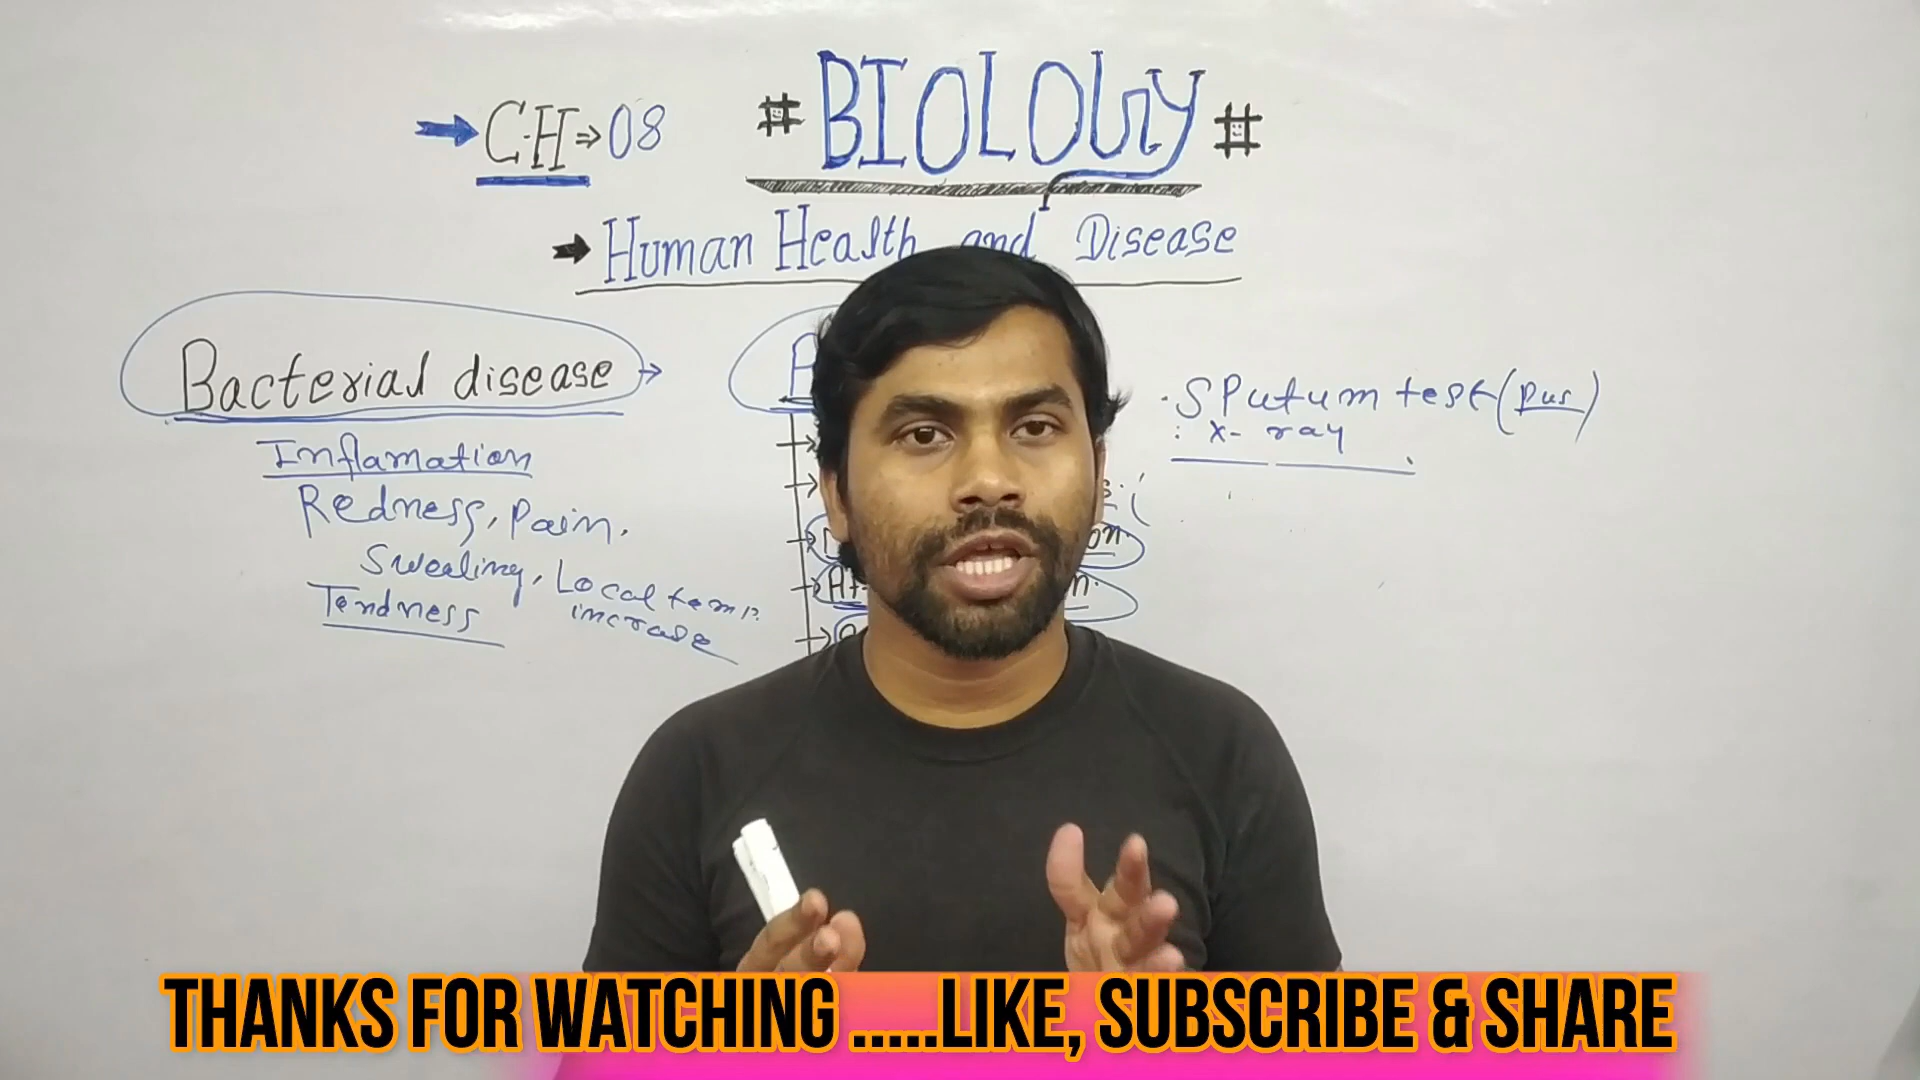 CH⇒08
# BIOLOGY #
Human Health and Disease
Bacterial disease
Inflamation
Redness, Pain.
Swealing, Local temp. increase
Tendness
Sputum test (pus)
: X-ray
THANKS FOR WATCHING .....LIKE, SUBSCRIBE & SHARE